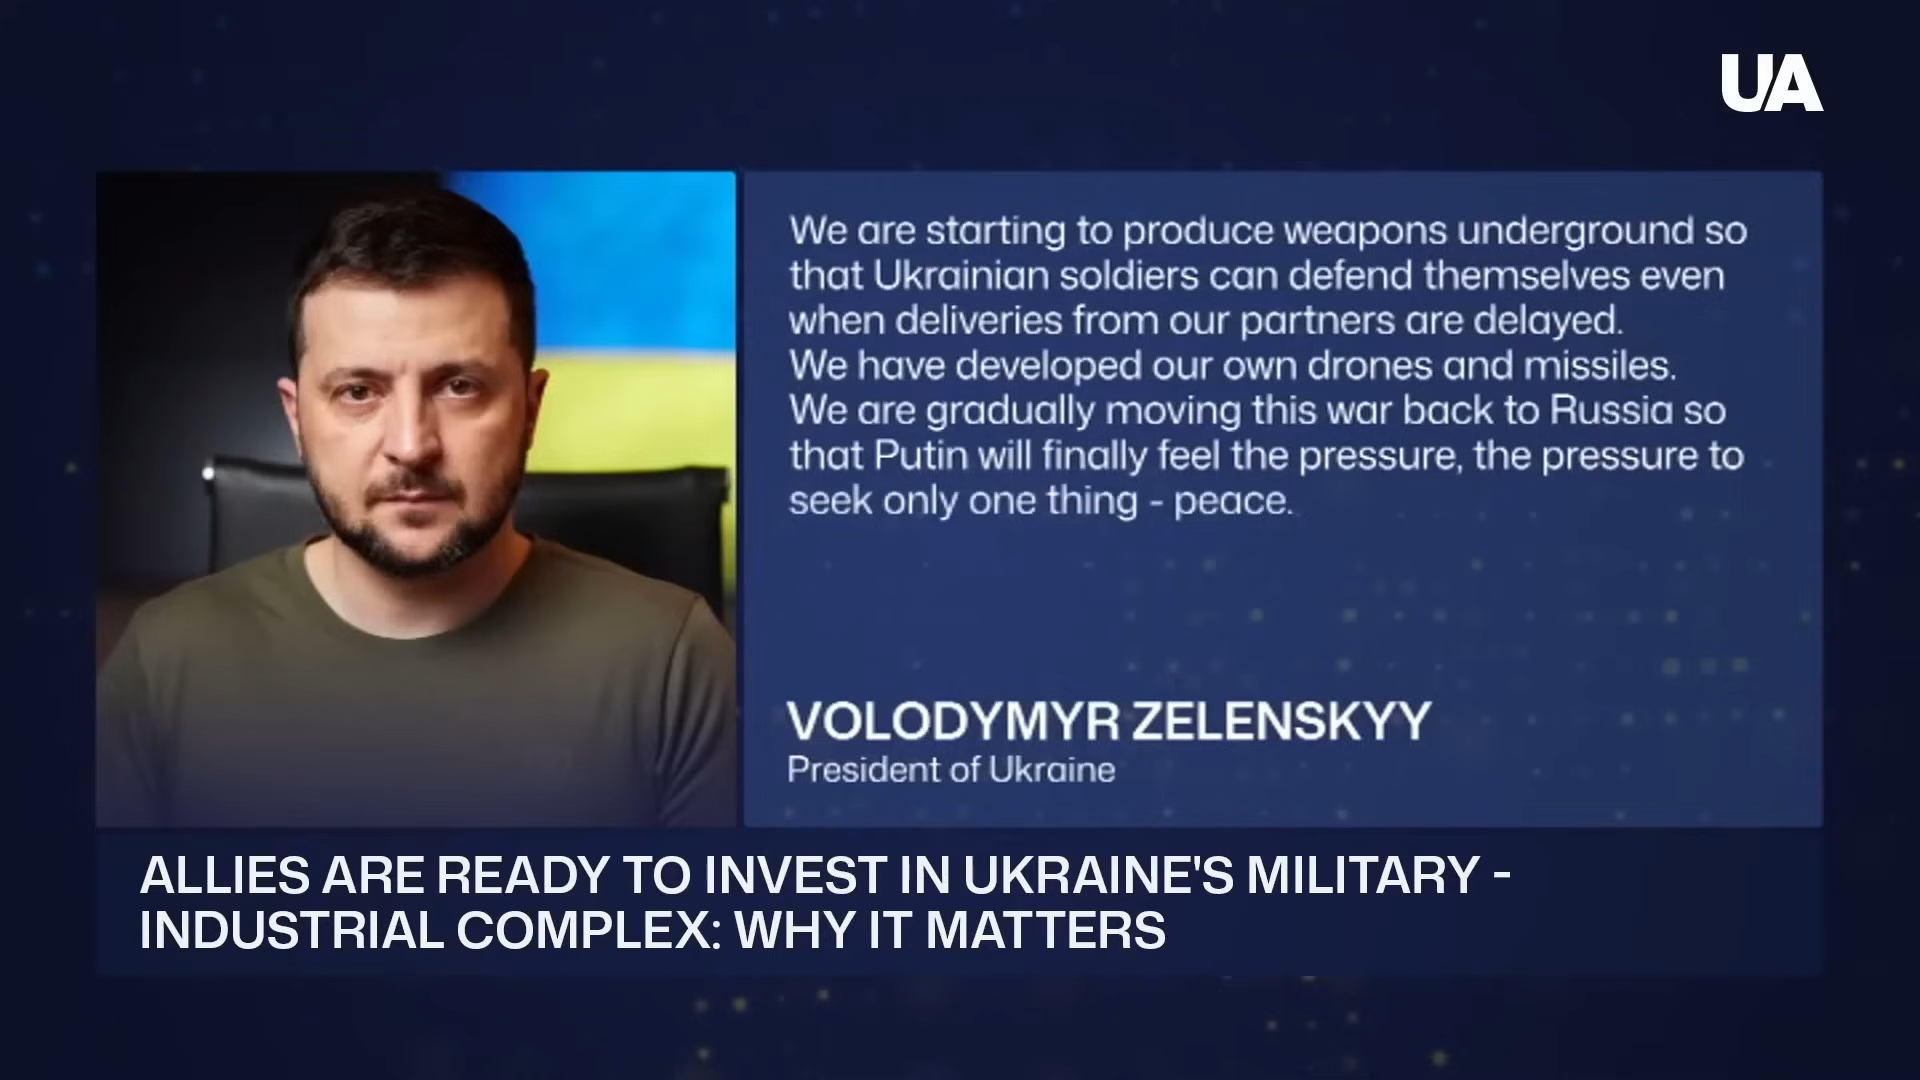 UA
We are starting to produce weapons underground so
that Ukrainian soldiers can defend themselves even
when deliveries from our partners are delayed.
We have developed our own drones and missiles.
We are gradually moving this war back to Russia so
that Putin will finally feel the pressure, the pressure to
seek only one thing - peace.
VOLODYMYR ZELENSKYY
President of Ukraine
ALLIES ARE READY TO INVEST IN UKRAINE'S MILITARY -
INDUSTRIAL COMPLEX: WHY IT MATTERS